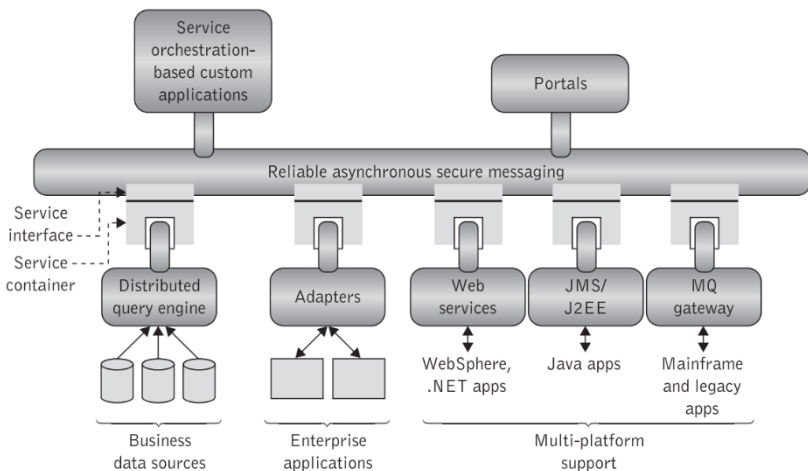 Service
orchestration-
based custom
applications
Portals
Reliable asynchronous secure messaging
Service
interface
Service
container
Distributed
query engine
Adapters
Web
services
JMS/
J2EE
MQ
gateway
WebSphere,
.NET apps
Java apps
Mainframe
and legacy
apps
Business
data sources
Enterprise
applications
Multi-platform
support